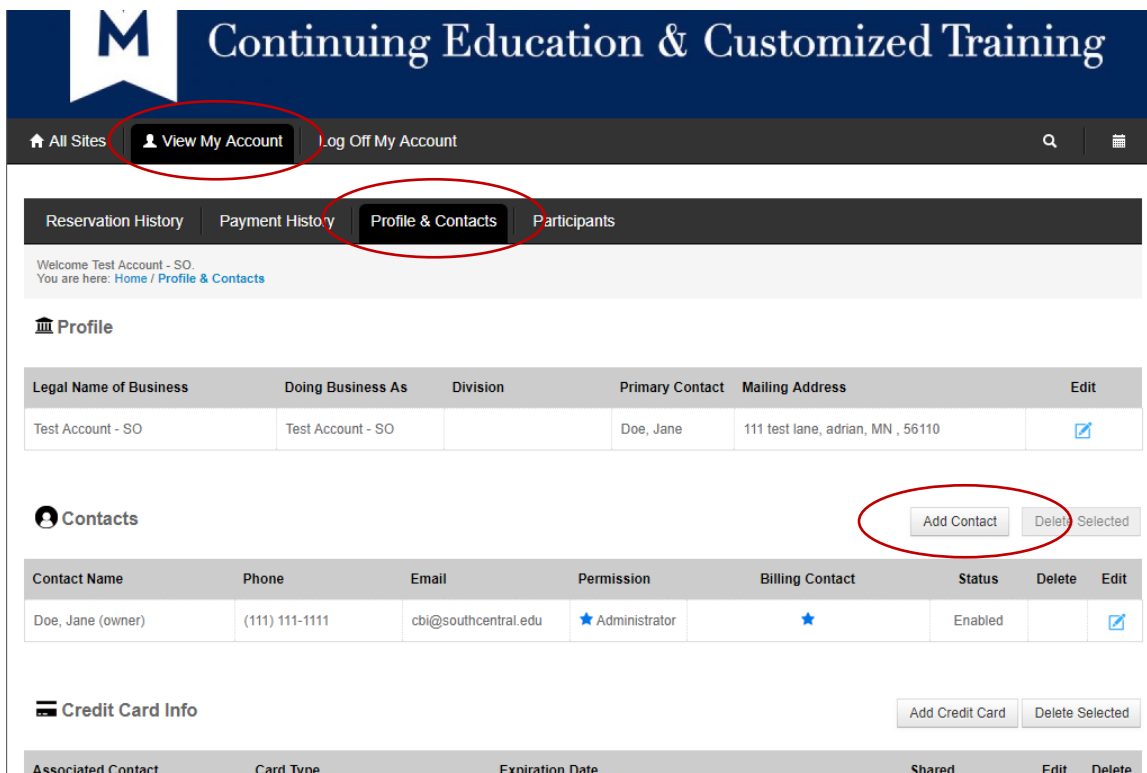 M
Continuing Education & Customized Training
All Sites View My Account Log Off My Account
Reservation History Payment History Profile & Contacts Participants
Welcome Test Account - SO.
You are here: Home / Profile & Contacts
Profile
Legal Name of Business Doing Business As Division Primary Contact Mailing Address Edit
Test Account - SO Test Account - SO Doe, Jane 111 test lane, adrian, MN , 56110
Contacts Add Contact Delete Selected
Contact Name Phone Email Permission Billing Contact Status Delete Edit
Doe, Jane (owner) (111) 111-1111 cbi@southcentral.edu Administrator Enabled
Credit Card Info Add Credit Card Delete Selected
Associated Contact Card Type Expiration Date Shared Edit Delete